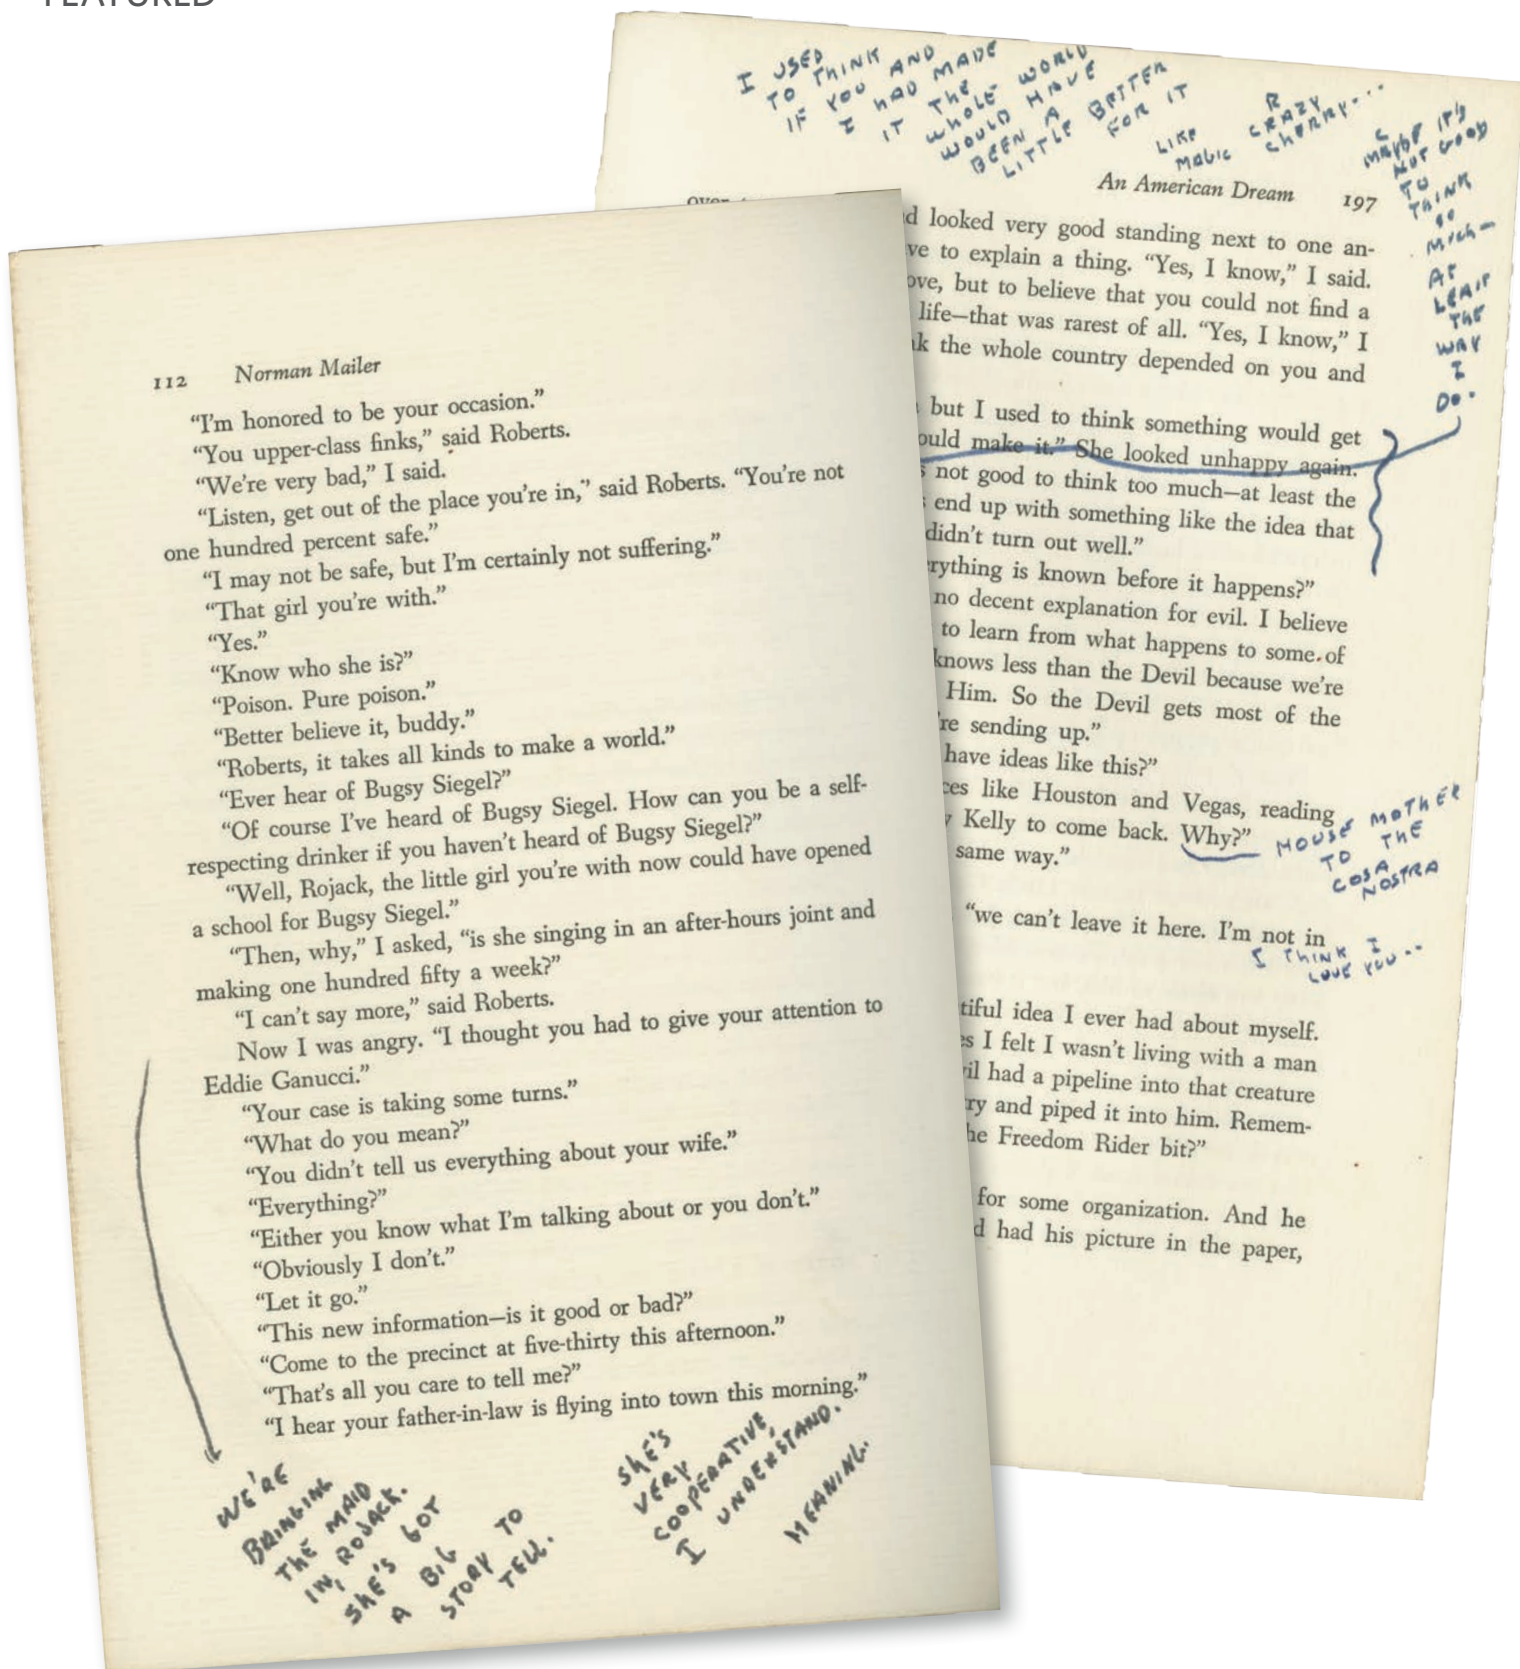 FEATURED
112 Norman Mailer
“I'm honored to be your occasion.”
“You upper-class finks,” said Roberts.
“We're very bad,” I said.
“Listen, get out of the place you're in,” said Roberts. “You're not
one hundred percent safe.”
“I may not be safe, but I'm certainly not suffering.”
“That girl you're with.”
“Yes.”
“Know who she is?”
“Poison. Pure poison.”
“Better believe it, buddy.”
“Roberts, it takes all kinds to make a world.”
“Ever hear of Bugsy Siegel?”
“Of course I've heard of Bugsy Siegel. How can you be a self-
respecting drinker if you haven't heard of Bugsy Siegel?”
“Well, Rojack, the little girl you're with now could have opened
a school for Bugsy Siegel.”
“Then, why,” I asked, “is she singing in an after-hours joint and
making one hundred fifty a week?”
“I can't say more,” said Roberts.
Now I was angry. “I thought you had to give your attention to
Eddie Ganucci.”
“Your case is taking some turns.”
“What do you mean?”
“You didn't tell us everything about your wife.”
“Everything?”
“Either you know what I'm talking about or you don't.”
“Obviously I don't.”
“Let it go.”
“This new information—is it good or bad?”
“Come to the precinct at five-thirty this afternoon.”
“That's all you care to tell me?”
“I hear your father-in-law is flying into town this morning.”
WE'RE
BRINGING
THE MAID
IN, ROJACK.
SHE'S GOT
A BIG
STORY TO
TELL.
SHE'S
VERY
COOPERATIVE,
I UNDERSTAND.
MEANING.
I USED
TO THINK
IF YOU AND
I HAD MADE
IT THE
WHOLE WORLD
WOULD HAVE
BEEN A
LITTLE BETTER
FOR IT
LIKE
MAGIC
R
CRAZY
CHERRY...
C
MAYBE IT'S
NOT GOOD
TO
THINK
SO
MUCH—
AT
LEAST
THE
WAY
I
DO.
An American Dream 197
over
looked very good standing next to one an-
to explain a thing. “Yes, I know,” I said.
but to believe that you could not find a
life—that was rarest of all. “Yes, I know,” I
the whole country depended on you and
but I used to think something would get
make it.” She looked unhappy again.
not good to think too much—at least the
end up with something like the idea that
didn't turn out well.”
is known before it happens?”
no decent explanation for evil. I believe
to learn from what happens to some of
knows less than the Devil because we're
Him. So the Devil gets most of the
sending up.”
have ideas like this?”
like Houston and Vegas, reading
Kelly to come back. Why?”
HOUSE MOTHER
TO THE
COSA
NOSTRA
same way.”
“we can't leave it here. I'm not in
I THINK I
LOVE YOU..
idea I ever had about myself.
I felt I wasn't living with a man
had a pipeline into that creature
and piped it into him. Remem-
Freedom Rider bit?”
for some organization. And he
had his picture in the paper,